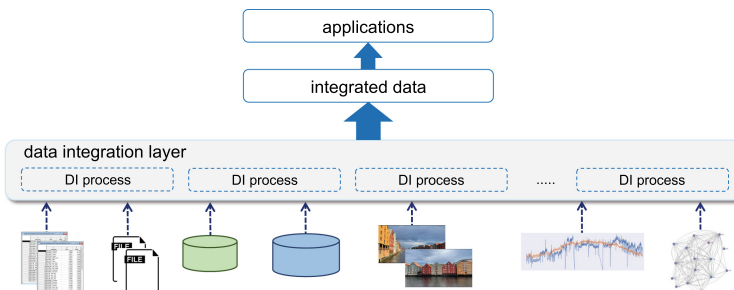 applications
integrated data
data integration layer
DI process
DI process
DI process
.....
DI process
FILE
FILE